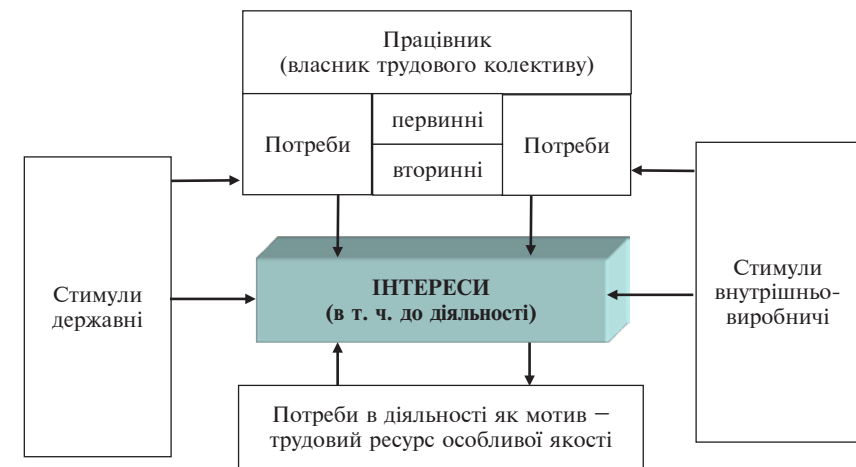 Працівник
(власник трудового колективу)
Потреби
первинні
вторинні
Потреби
Стимули
державні
ІНТЕРЕСИ
(в т. ч. до діяльності)
Стимули
внутрішньо-
виробничі
Потреби в діяльності як мотив —
трудовий ресурс особливої якості